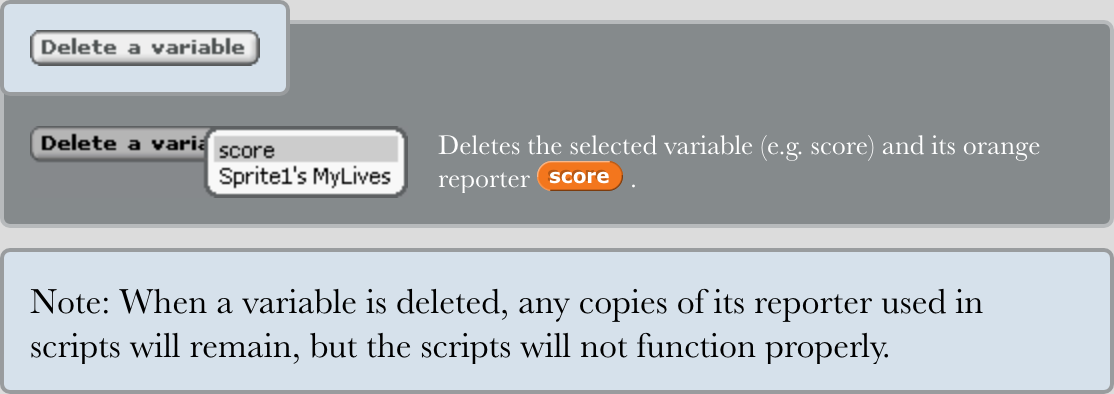 Delete a variable
Delete a varia
score
Sprite1's MyLives
Deletes the selected variable (e.g. score) and its orange
reporter score .
Note: When a variable is deleted, any copies of its reporter used in
scripts will remain, but the scripts will not function properly.